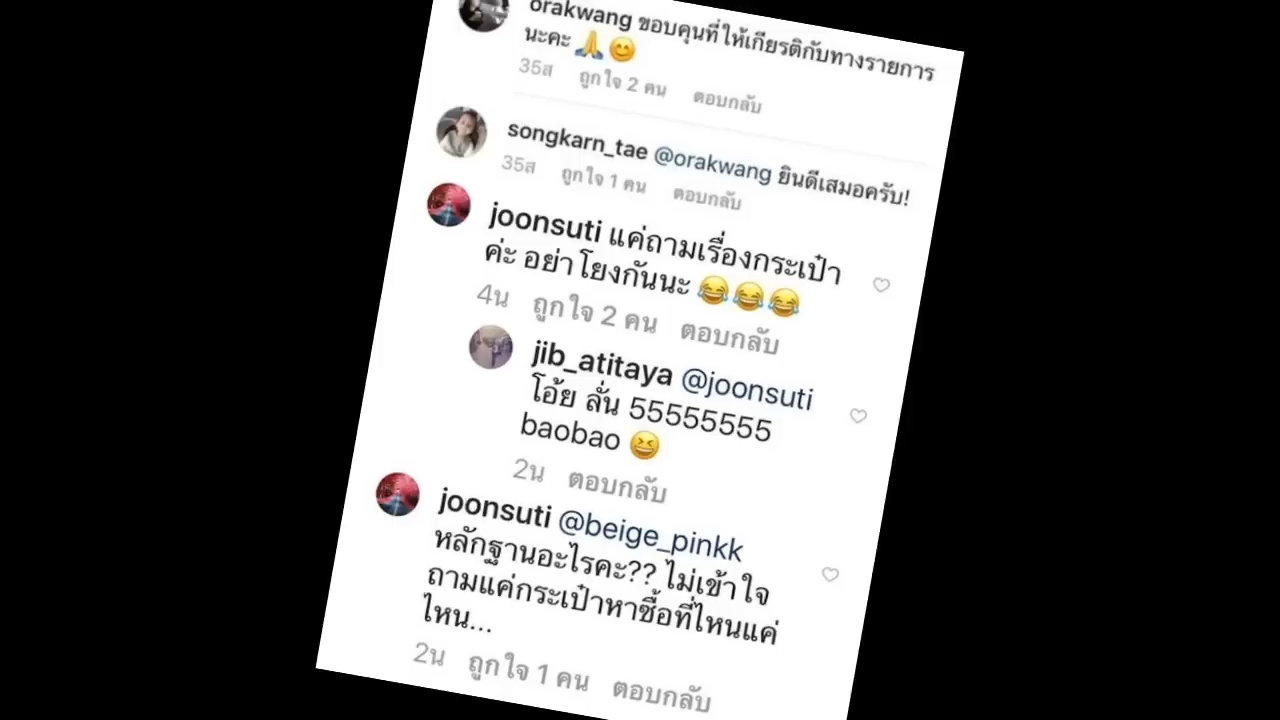 orakwang ขอบคุนที่ให้เกียรติกับทางรายการ
นะคะ 🙏😊
35ส ถูกใจ 2 คน ตอบกลับ
songkarn_tae @orakwang ยินดีเสมอครับ!
35ส ถูกใจ 1 คน ตอบกลับ
joonsuti แค่ถามเรื่องกระเป๋า
ค่ะ อย่าโยงกันนะ 😂😂😂
4น ถูกใจ 2 คน ตอบกลับ
jib_atitaya @joonsuti
โอ้ย ลั่น 55555555
baobao 😆
2น ตอบกลับ
joonsuti @beige_pinkk
หลักฐานอะไรคะ?? ไม่เข้าใจ
ถามแค่กระเป๋าหาซื้อที่ไหนแค่
ไหน...
2น ถูกใจ 1 คน ตอบกลับ